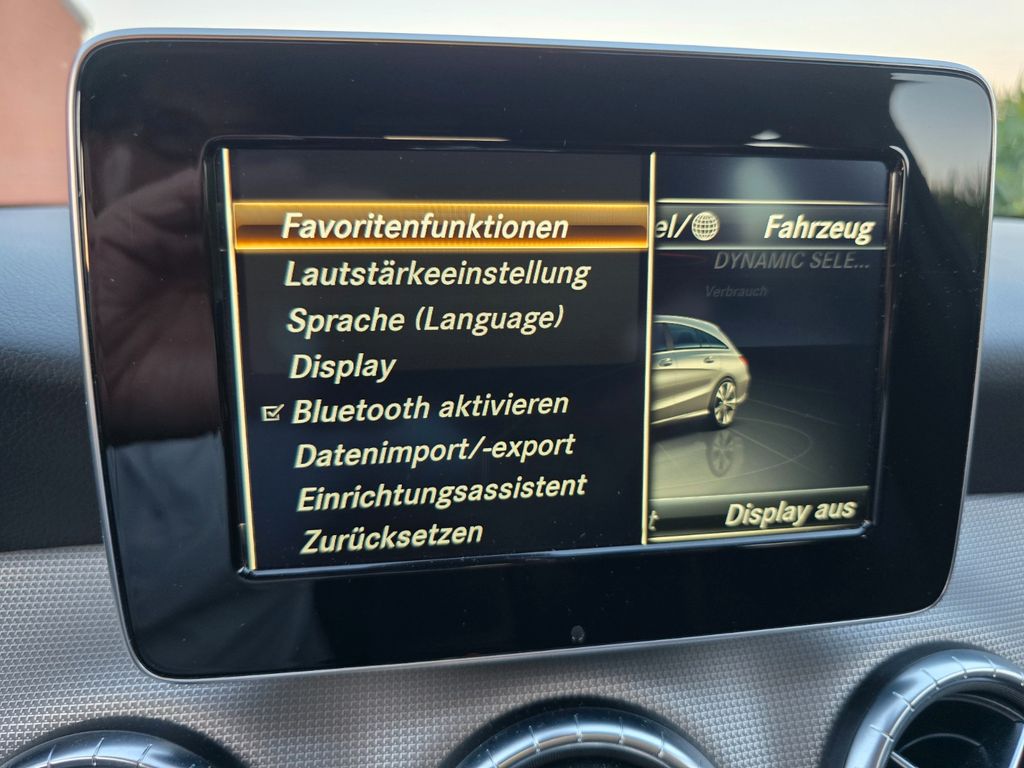 Favoritenfunktionen
Lautstärkeeinstellung
Sprache (Language)
Display
Bluetooth aktivieren
Datenimport/-export
Einrichtungsassistent
Zurücksetzen
el/ Fahrzeug
DYNAMIC SELE...
Verbrauch
t Display aus